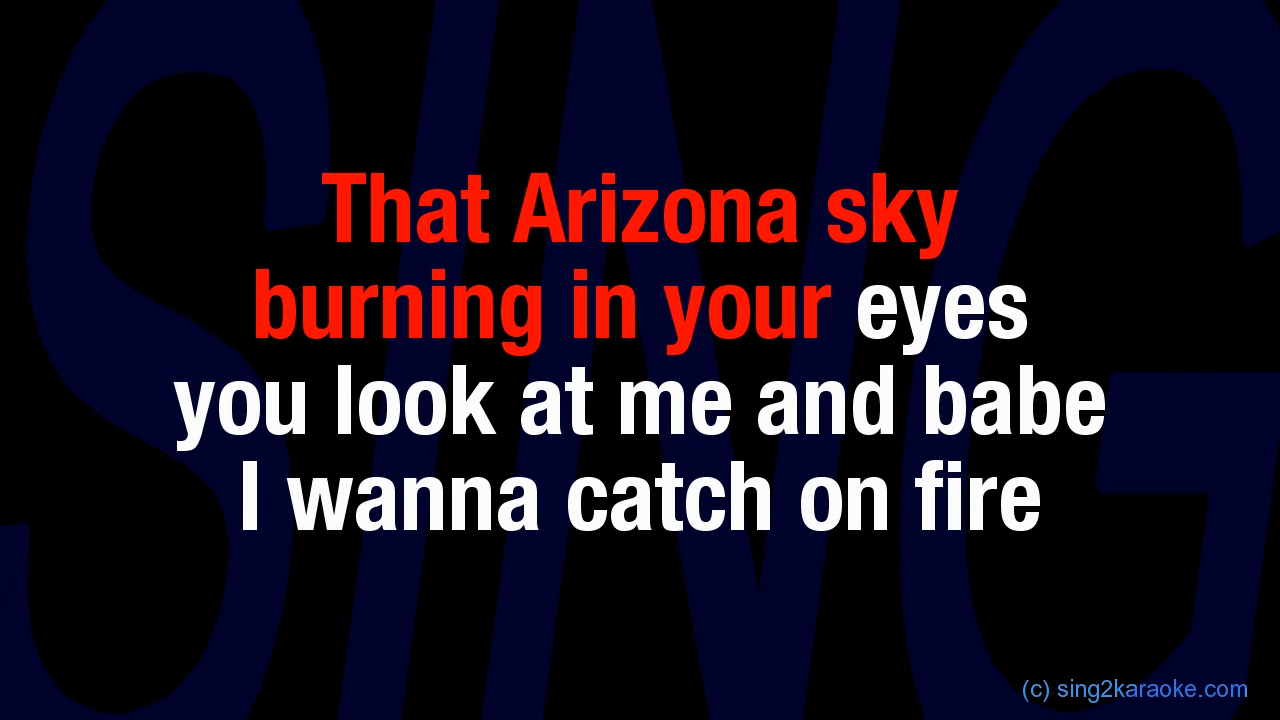 SING
That Arizona sky
burning in your eyes
you look at me and babe
I wanna catch on fire
(c) sing2karaoke.com